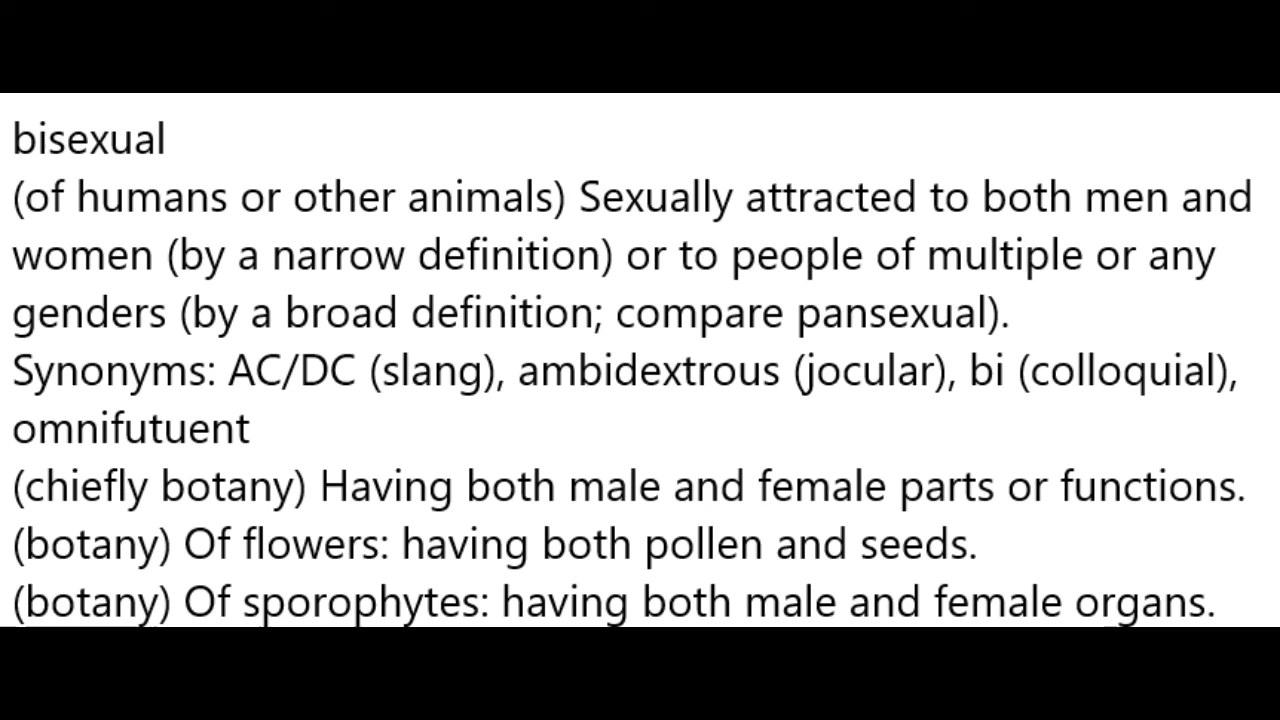 bisexual
(of humans or other animals) Sexually attracted to both men and
women (by a narrow definition) or to people of multiple or any
genders (by a broad definition; compare pansexual).
Synonyms: AC/DC (slang), ambidextrous (jocular), bi (colloquial),
omnifutuent
(chiefly botany) Having both male and female parts or functions.
(botany) Of flowers: having both pollen and seeds.
(botany) Of sporophytes: having both male and female organs.